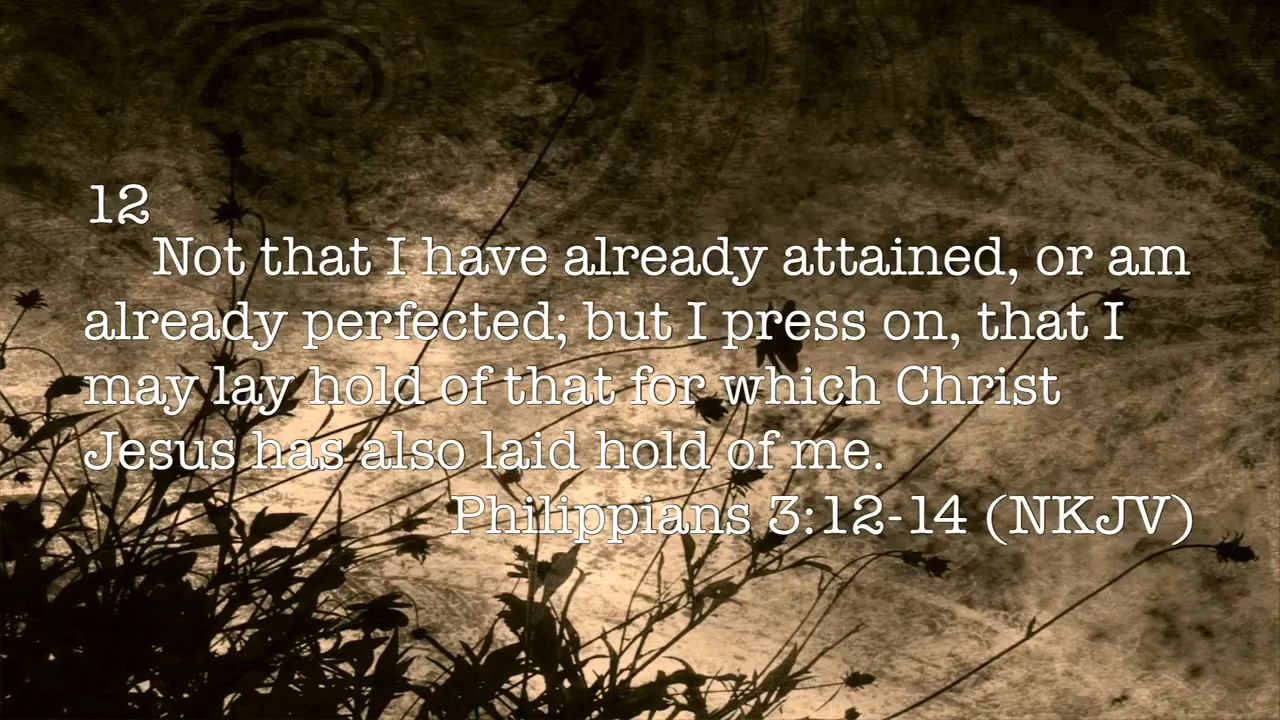 12
Not that I have already attained, or am
already perfected; but I press on, that I
may lay hold of that for which Christ
Jesus has also laid hold of me.
Philippians 3:12-14 (NKJV)